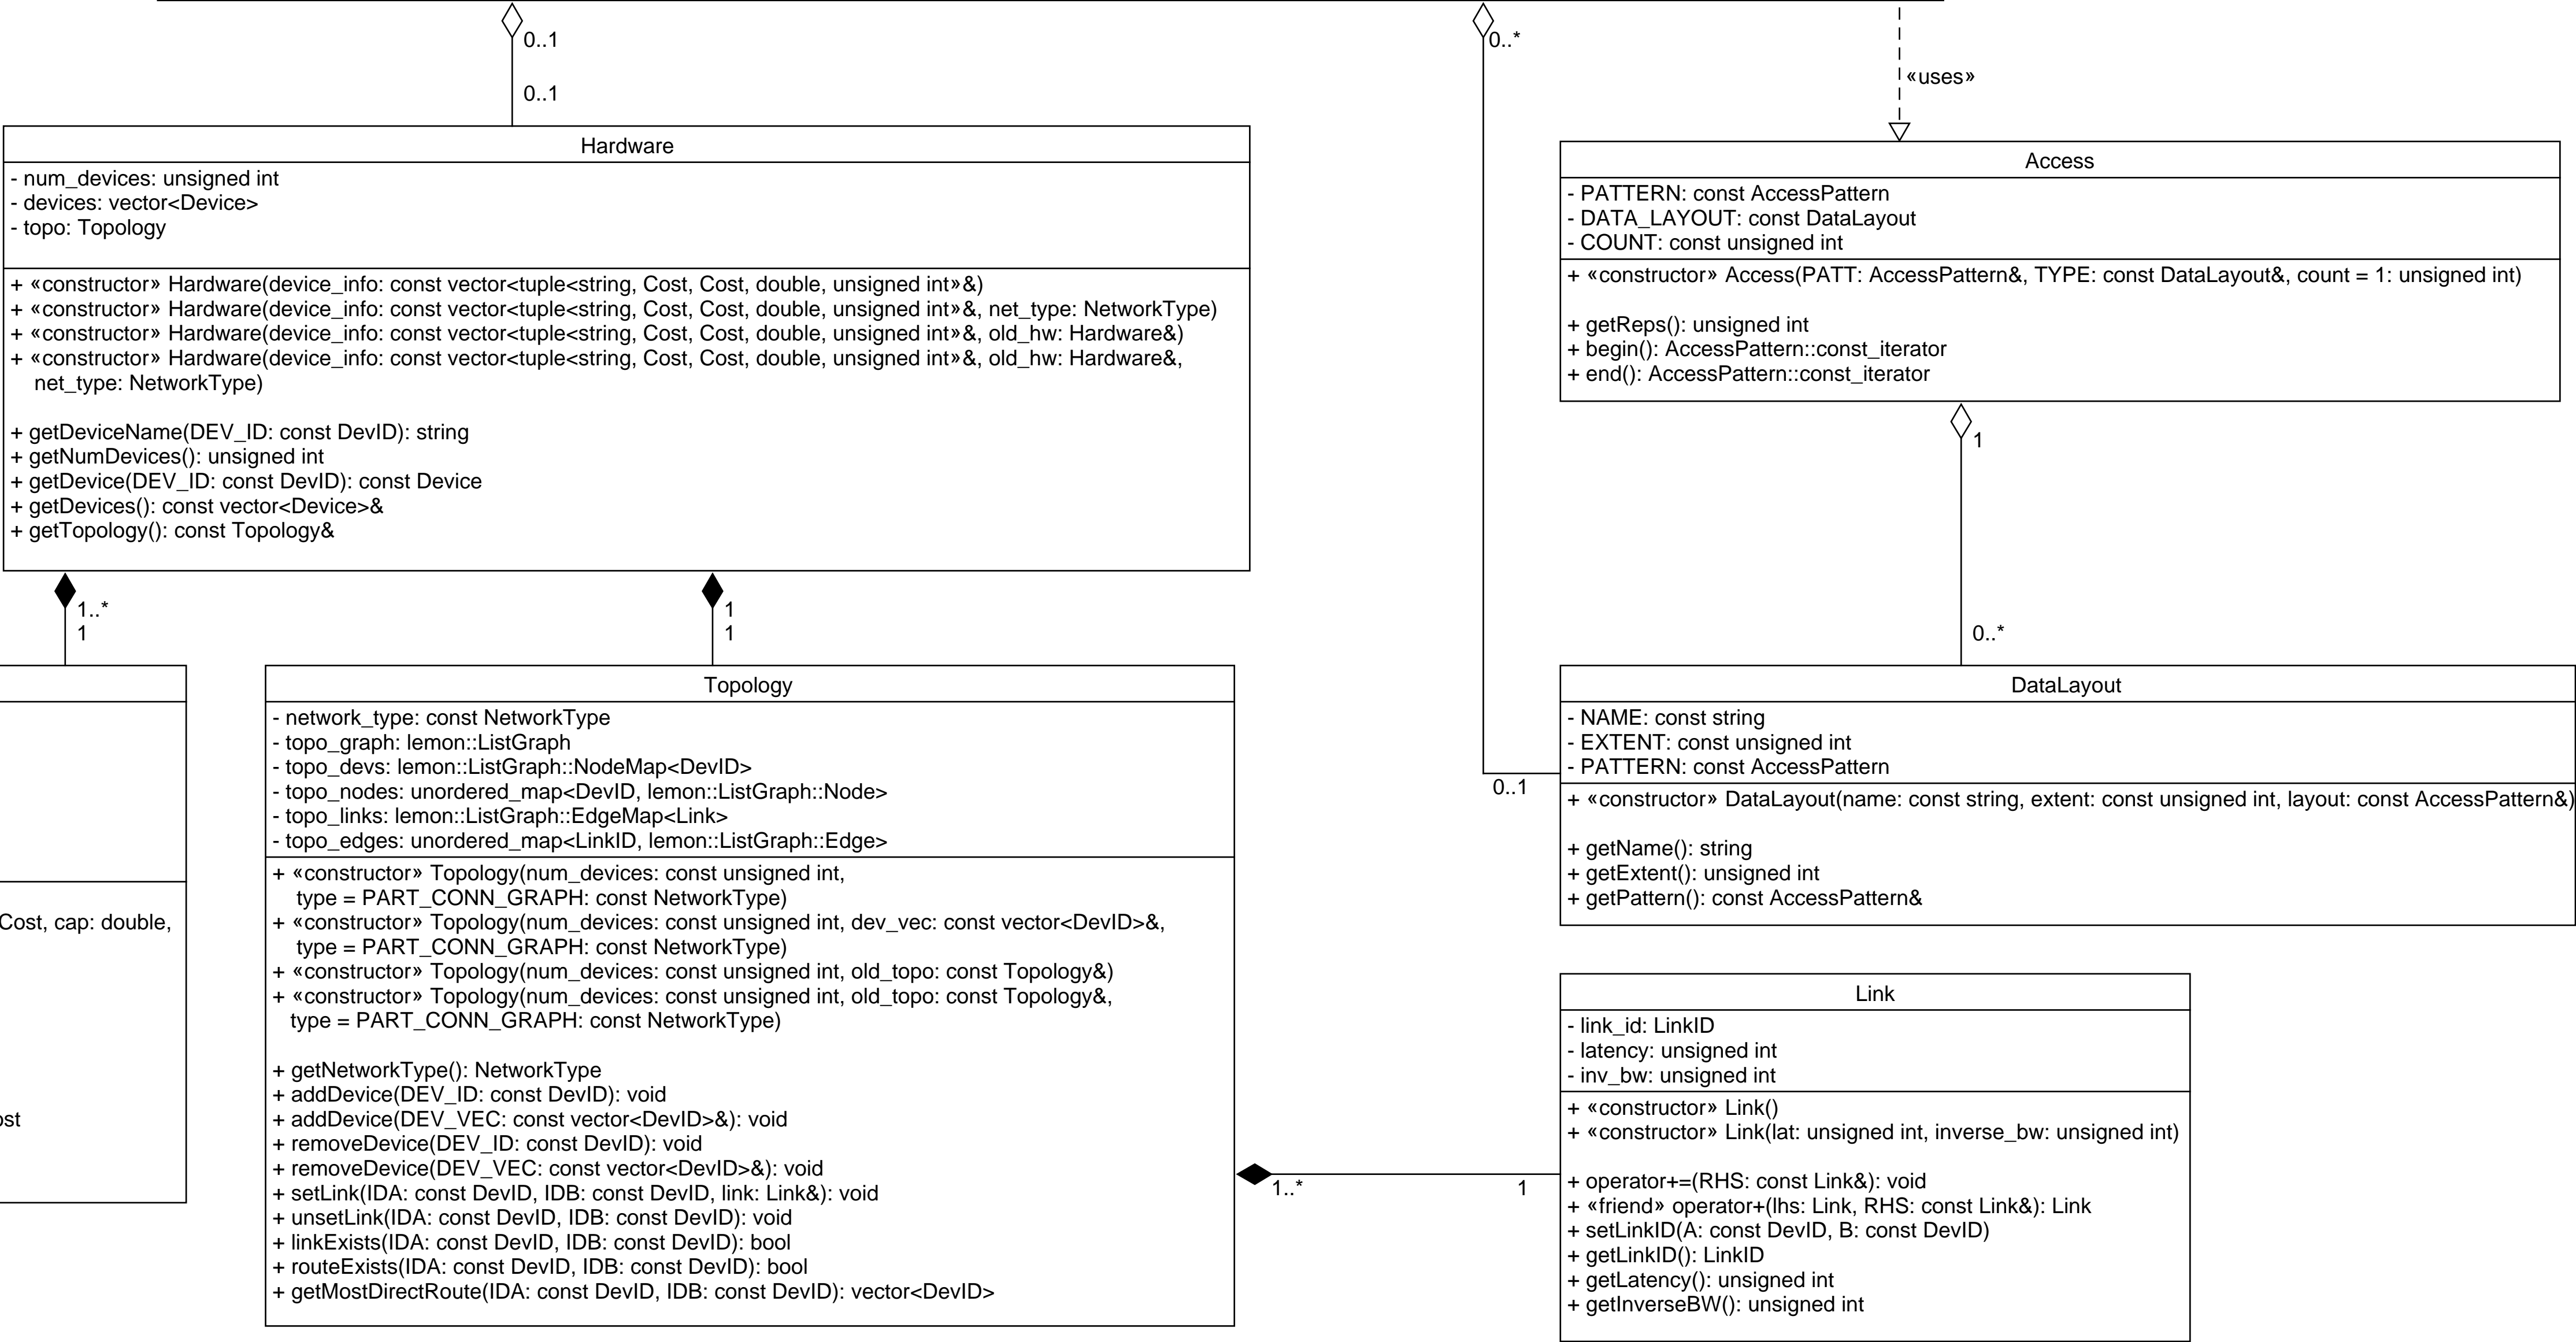 0..1
0..1
0..*
«uses»
Hardware
- num_devices: unsigned int
- devices: vector<Device>
- topo: Topology
+ «constructor» Hardware(device_info: const vector<tuple<string, Cost, Cost, double, unsigned int»&)
+ «constructor» Hardware(device_info: const vector<tuple<string, Cost, Cost, double, unsigned int»&, net_type: NetworkType)
+ «constructor» Hardware(device_info: const vector<tuple<string, Cost, Cost, double, unsigned int»&, old_hw: Hardware&)
+ «constructor» Hardware(device_info: const vector<tuple<string, Cost, Cost, double, unsigned int»&, old_hw: Hardware&,
net_type: NetworkType)
+ getDeviceName(DEV_ID: const DevID): string
+ getNumDevices(): unsigned int
+ getDevice(DEV_ID: const DevID): const Device
+ getDevices(): const vector<Device>&
+ getTopology(): const Topology&
Access
- PATTERN: const AccessPattern
- DATA_LAYOUT: const DataLayout
- COUNT: const unsigned int
+ «constructor» Access(PATT: AccessPattern&, TYPE: const DataLayout&, count = 1: unsigned int)
+ getReps(): unsigned int
+ begin(): AccessPattern::const_iterator
+ end(): AccessPattern::const_iterator
1
0..*
1..*
1
1
1
Cost, cap: double,
ost
Topology
- network_type: const NetworkType
- topo_graph: lemon::ListGraph
- topo_devs: lemon::ListGraph::NodeMap<DevID>
- topo_nodes: unordered_map<DevID, lemon::ListGraph::Node>
- topo_links: lemon::ListGraph::EdgeMap<Link>
- topo_edges: unordered_map<LinkID, lemon::ListGraph::Edge>
+ «constructor» Topology(num_devices: const unsigned int,
type = PART_CONN_GRAPH: const NetworkType)
+ «constructor» Topology(num_devices: const unsigned int, dev_vec: const vector<DevID>&,
type = PART_CONN_GRAPH: const NetworkType)
+ «constructor» Topology(num_devices: const unsigned int, old_topo: const Topology&)
+ «constructor» Topology(num_devices: const unsigned int, old_topo: const Topology&,
type = PART_CONN_GRAPH: const NetworkType)
+ getNetworkType(): NetworkType
+ addDevice(DEV_ID: const DevID): void
+ addDevice(DEV_VEC: const vector<DevID>&): void
+ removeDevice(DEV_ID: const DevID): void
+ removeDevice(DEV_VEC: const vector<DevID>&): void
+ setLink(IDA: const DevID, IDB: const DevID, link: Link&): void
+ unsetLink(IDA: const DevID, IDB: const DevID): void
+ linkExists(IDA: const DevID, IDB: const DevID): bool
+ routeExists(IDA: const DevID, IDB: const DevID): bool
+ getMostDirectRoute(IDA: const DevID, IDB: const DevID): vector<DevID>
0..1
DataLayout
- NAME: const string
- EXTENT: const unsigned int
- PATTERN: const AccessPattern
+ «constructor» DataLayout(name: const string, extent: const unsigned int, layout: const AccessPattern&)
+ getName(): string
+ getExtent(): unsigned int
+ getPattern(): const AccessPattern&
1..*
1
Link
- link_id: LinkID
- latency: unsigned int
- inv_bw: unsigned int
+ «constructor» Link()
+ «constructor» Link(lat: unsigned int, inverse_bw: unsigned int)
+ operator+=(RHS: const Link&): void
+ «friend» operator+(lhs: Link, RHS: const Link&): Link
+ setLinkID(A: const DevID, B: const DevID)
+ getLinkID(): LinkID
+ getLatency(): unsigned int
+ getInverseBW(): unsigned int